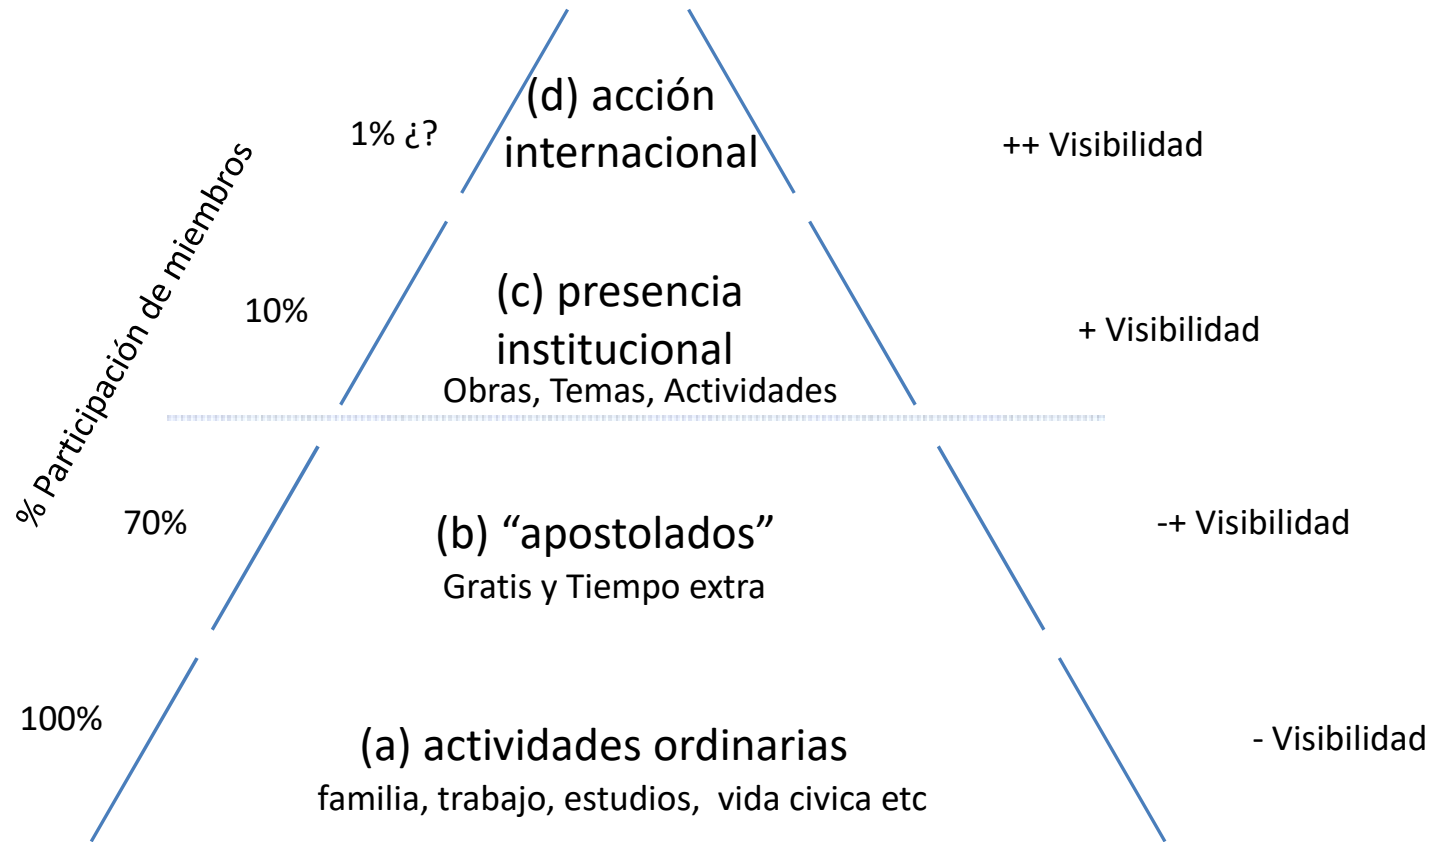 (d) acción
internacional
1% ¿?
++ Visibilidad
% Participación de miembros
(c) presencia
institucional
Obras, Temas, Actividades
10%
+ Visibilidad
(b) “apostolados”
Gratis y Tiempo extra
70%
-+ Visibilidad
(a) actividades ordinarias
familia, trabajo, estudios,  vida civica etc
100%
- Visibilidad